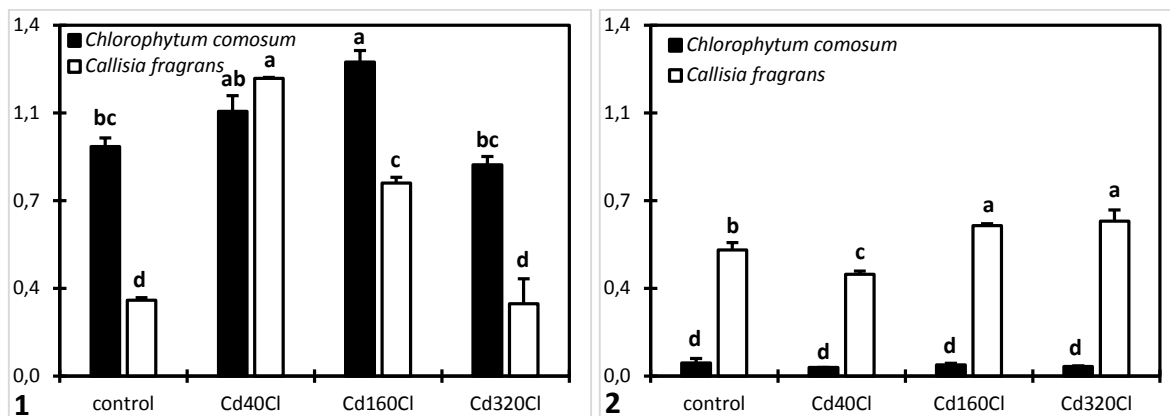 1,4
Chlorophytum comosum
Callisia fragrans
a
ab
a
1,1
bc
bc
c
0,7
d
d
0,4
0,0
control
Cd40Cl
Cd160Cl
Cd320Cl
1
1,4
Chlorophytum comosum
Callisia fragrans
1,1
0,7
b
c
a
a
0,4
d
d
d
d
0,0
control
Cd40Cl
Cd160Cl
Cd320Cl
2